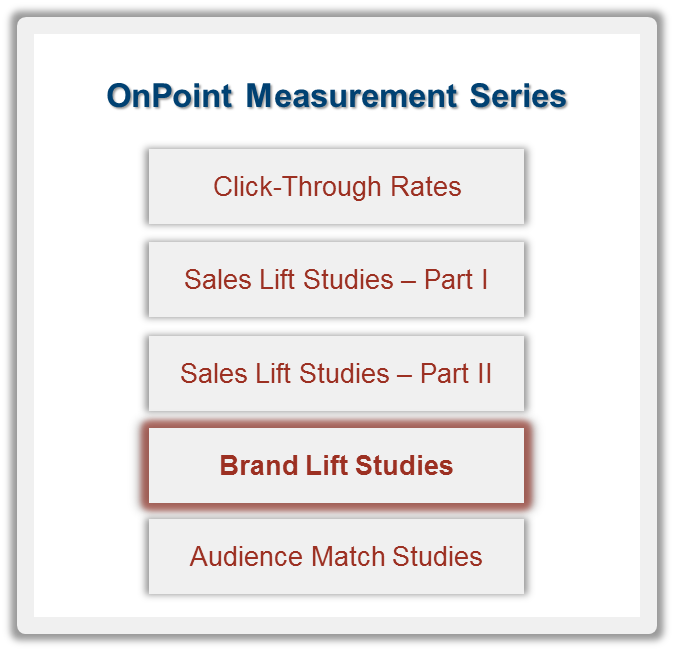 OnPoint Measurement Series
Click-Through Rates
Sales Lift Studies – Part I
Sales Lift Studies – Part II
Brand Lift Studies
Audience Match Studies